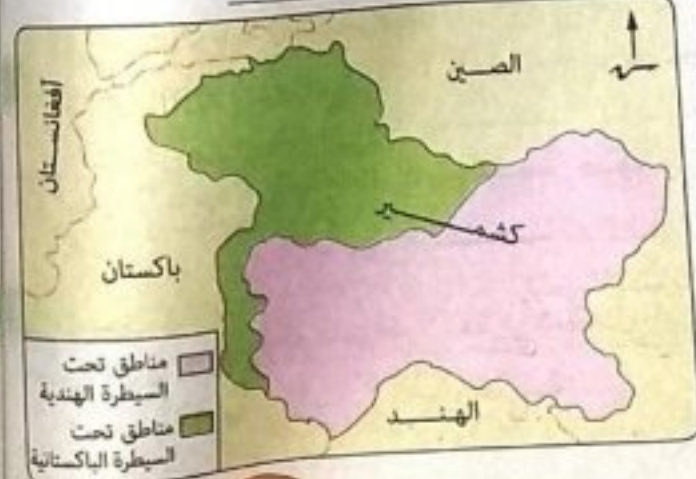 الصين
أفغانستان
كشمير
باكستان
الهند
مناطق تحت
السيطرة الهندية
مناطق تحت
السيطرة الباكستانية